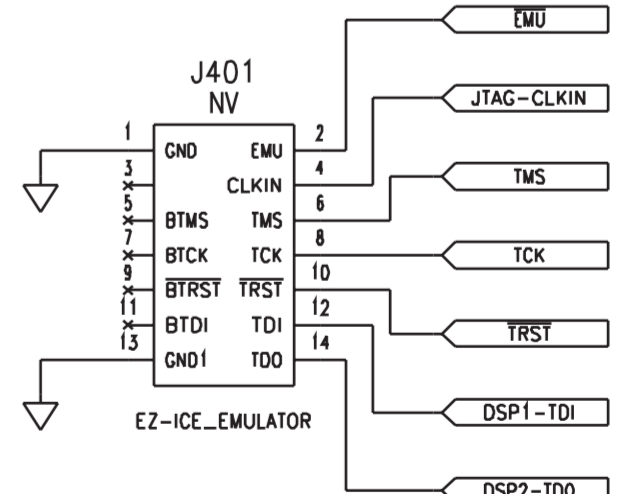 EMU
J401
NV
JTAG-CLKIN
1 GND EMU 2
3 CLKIN 4
5 BTMS TMS 6
TMS
7 BTCK TCK 8
TCK
9 BTRST TRST 10
11 BTDI TDI 12
TRST
13 GND1 TDO 14
EZ-ICE_EMULATOR
DSP1-TDI
DSP2-TDO